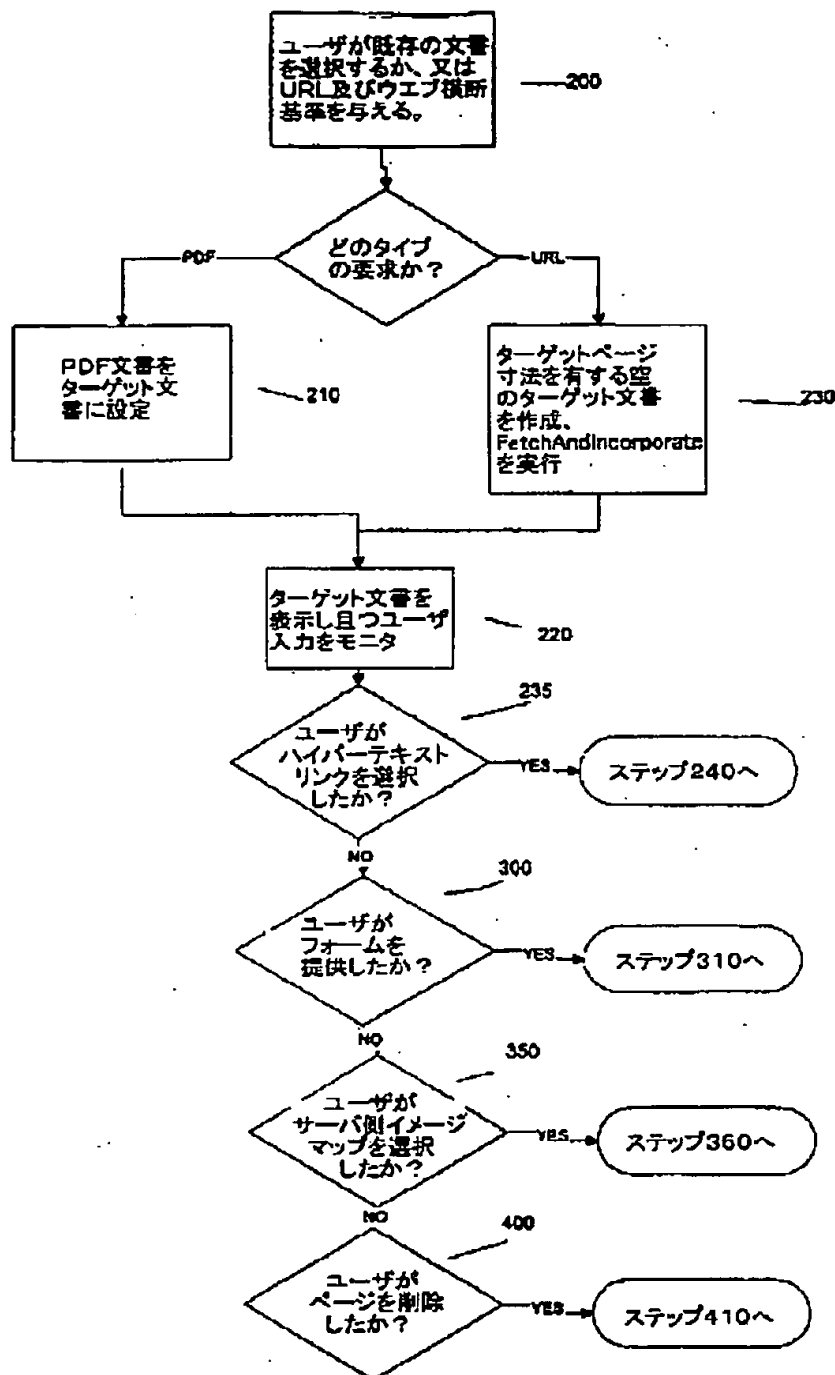 ユーザが既存の文書
を選択するか、又は
URL及びウエブ横断
基準を与える。
200
どのタイプ
の要求か？
PDF
URL
PDF文書を
ターゲット文
書に設定
210
ターゲットページ
寸法を有する空
のターゲット文書
を作成、
FetchAndIncorporate
を実行
230
ターゲット文書を
表示し且つユーザ
入力をモニタ
220
235
ユーザが
ハイパーテキスト
リンクを選択
したか？
YES
ステップ240へ
NO
300
ユーザが
フォームを
提供したか？
YES
ステップ310へ
NO
350
ユーザが
サーバ側イメージ
マップを選択
したか？
YES
ステップ360へ
NO
400
ユーザが
ページを削除
したか？
YES
ステップ410へ